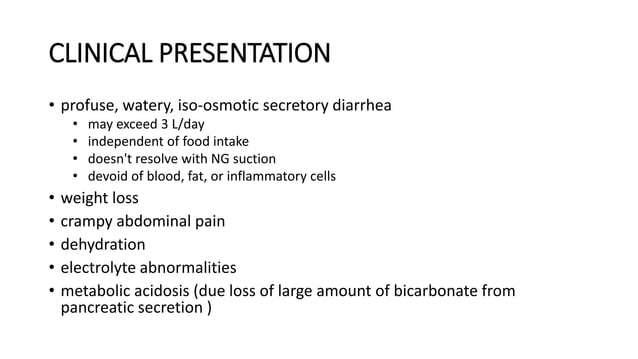 CLINICAL PRESENTATION
• profuse, watery, iso-osmotic secretory diarrhea
• may exceed 3 L/day
• independent of food intake
• doesn't resolve with NG suction
• devoid of blood, fat, or inflammatory cells
• weight loss
• crampy abdominal pain
• dehydration
• electrolyte abnormalities
• metabolic acidosis (due loss of large amount of bicarbonate from
pancreatic secretion )